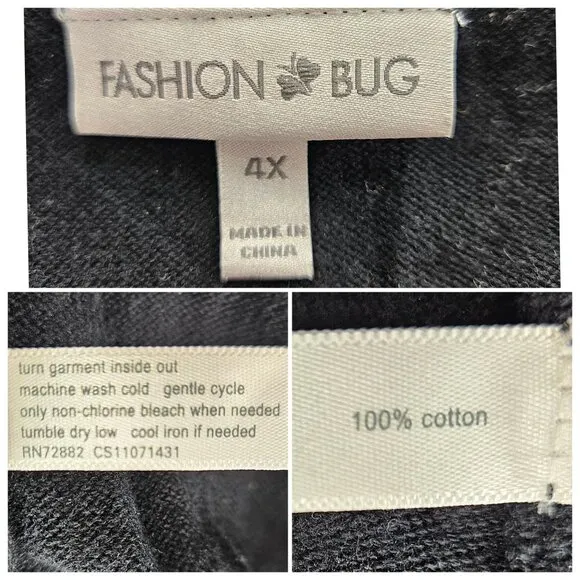 FASHION BUG
4X
MADE IN
CHINA
turn garment inside out
machine wash cold gentle cycle
only non-chlorine bleach when needed
tumble dry low cool iron if needed
RN72882 CS11071431
100% cotton